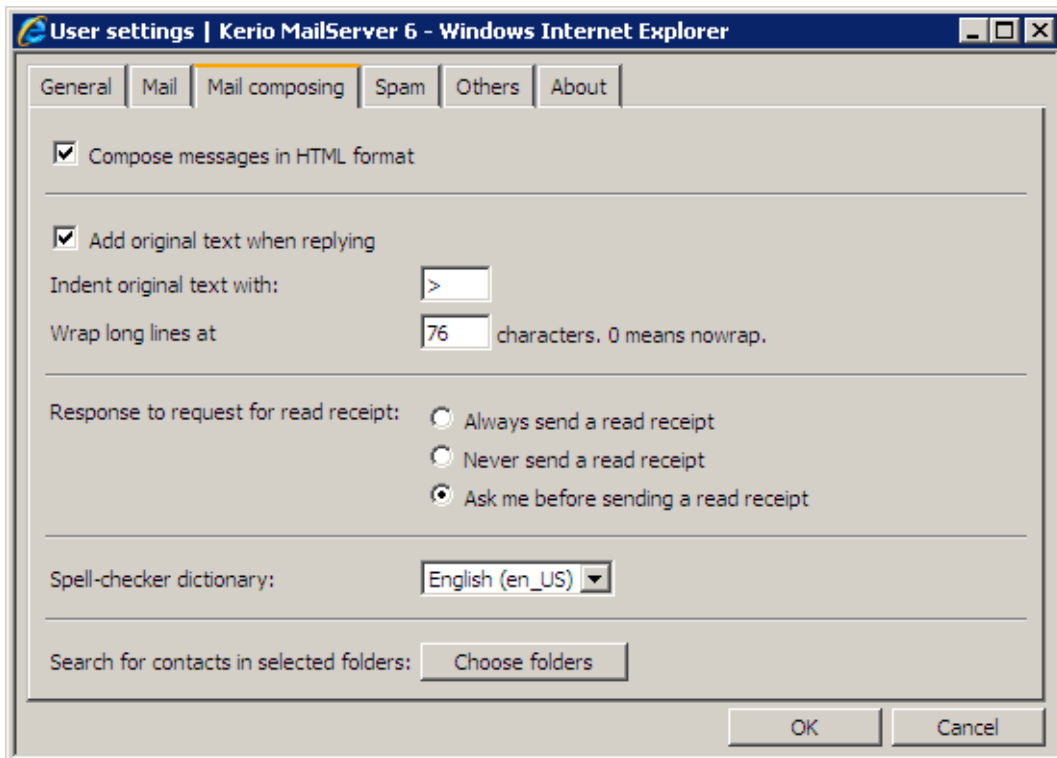 User settings | Kerio MailServer 6 - Windows Internet Explorer
General Mail Mail composing Spam Others About
Compose messages in HTML format
Add original text when replying
Indent original text with: >
Wrap long lines at 76 characters. 0 means nowrap.
Response to request for read receipt: Always send a read receipt
Never send a read receipt
Ask me before sending a read receipt
Spell-checker dictionary: English (en_US)
Search for contacts in selected folders: Choose folders
OK Cancel